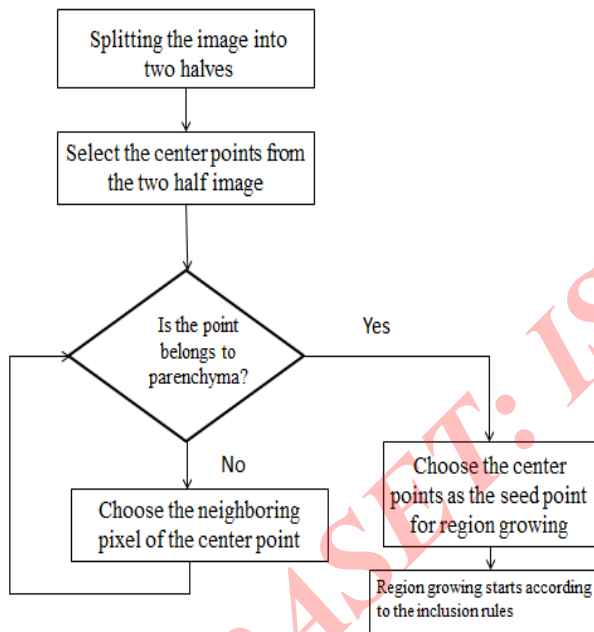 Splitting the image into
two halves
Select the center points from
the two half image
Is the point
belongs to
parenchyma?
Yes
No
Choose the neighboring
pixel of the center point
Choose the center
points as the seed point
for region growing
Region growing starts according
to the inclusion rules
ASET: IS